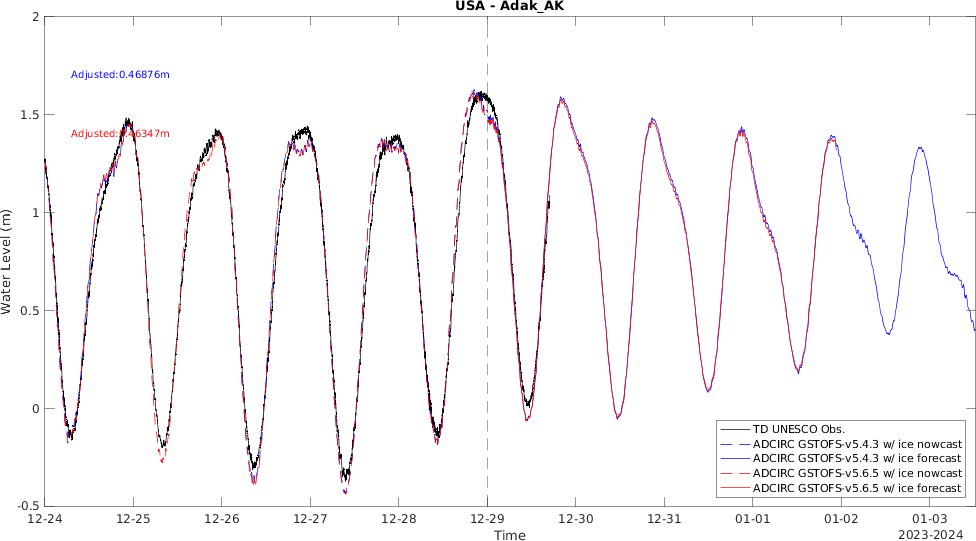 USA - Adak_AK
2
1.5
1
0.5
0
-0.5
Water Level (m)
Adjusted:0.46876m
Adjusted:0.46347m
TD UNESCO Obs.
ADCIRC GSTOFS-v5.4.3 w/ ice nowcast
ADCIRC GSTOFS-v5.4.3 w/ ice forecast
ADCIRC GSTOFS-v5.6.5 w/ ice nowcast
ADCIRC GSTOFS-v5.6.5 w/ ice forecast
12-24 12-25 12-26 12-27 12-28 12-29 12-30 12-31 01-01 01-02 01-03
Time
2023-2024